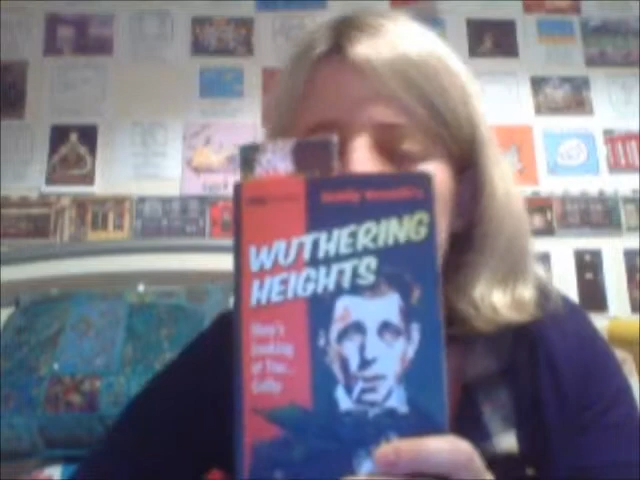 Emily Brontë's
WUTHERING
HEIGHTS
Here's
Looking
at You...
Cathy